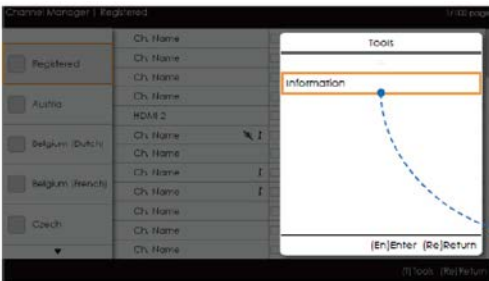 Channel Manager | Registered
1/100 page
Registered
Austria
Belgium (Dutch)
Belgium (French)
Czech
Ch. Name
Ch. Name
Ch. Name
Ch. Name
HDMI 2
Ch. Name
Ch. Name
Ch. Name
Ch. Name
Ch. Name
Ch. Name
Ch. Name
Tools
Information
(En)Enter (Re)Return
(T)Tools (Re)Return